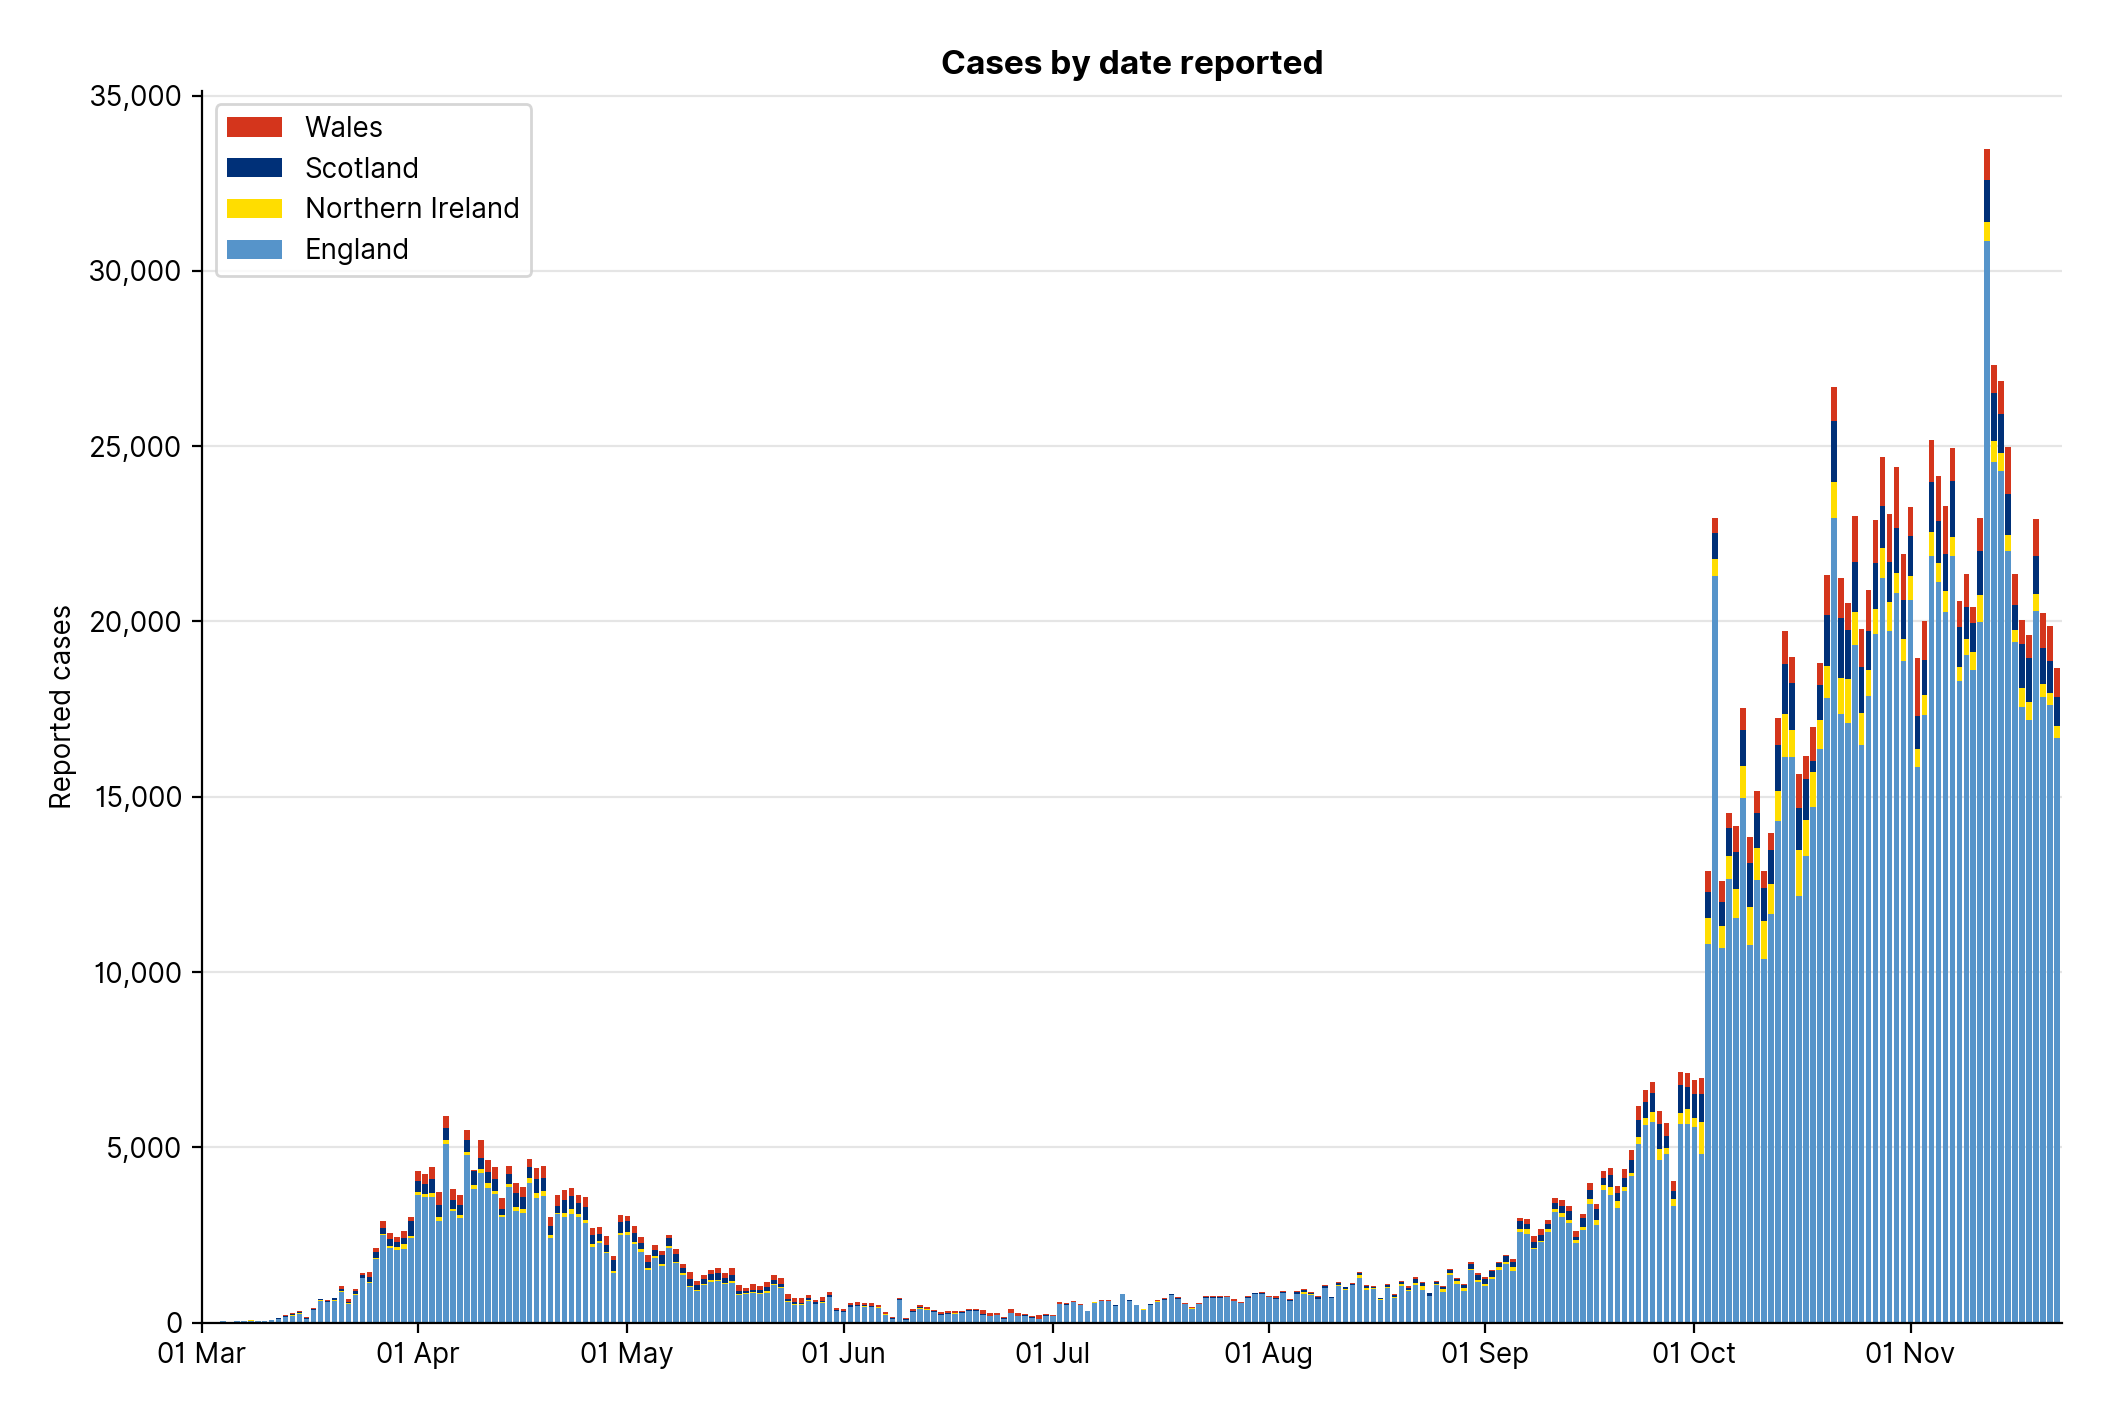 Cases by date reported
35,000
30,000
25,000
20,000
15,000
10,000
5,000
0
Reported cases
Wales
Scotland
Northern Ireland
England
01 Mar
01 Apr
01 May
01 Jun
01 Jul
01 Aug
01 Sep
01 Oct
01 Nov